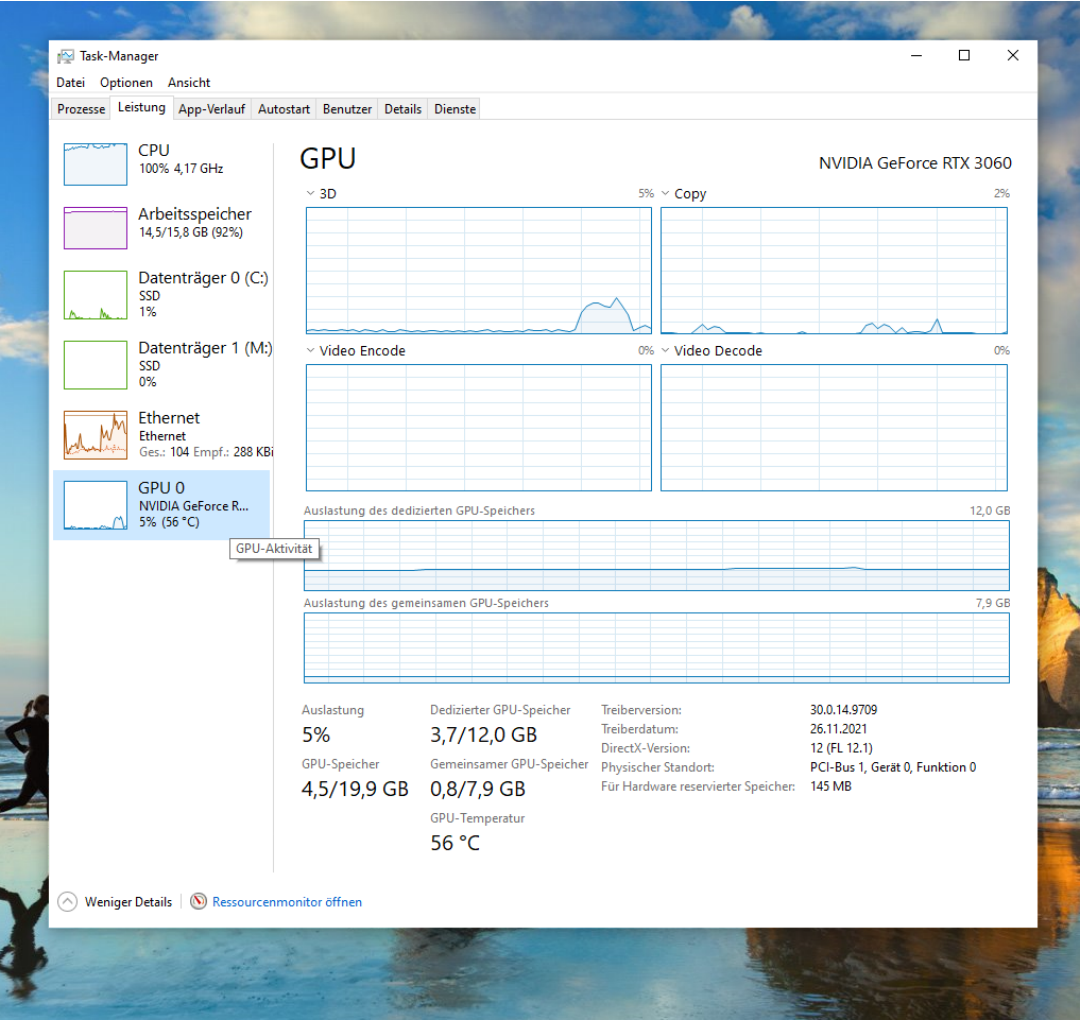 Task-Manager
Datei Optionen Ansicht
Prozesse Leistung App-Verlauf Autostart Benutzer Details Dienste
CPU
100% 4,17 GHz
Arbeitsspeicher
14,5/15,8 GB (92%)
Datenträger 0 (C:)
SSD
1%
Datenträger 1 (M:)
SSD
0%
Ethernet
Ethernet
Ges.: 104 Empf.: 288 KBi
GPU 0
NVIDIA GeForce R...
5% (56 °C)
GPU-Aktivität
GPU
NVIDIA GeForce RTX 3060
3D 5%
Copy 2%
Video Encode 0%
Video Decode 0%
Auslastung des dedizierten GPU-Speichers 12,0 GB
Auslastung des gemeinsamen GPU-Speichers 7,9 GB
Auslastung
5%
Dedizierter GPU-Speicher
3,7/12,0 GB
GPU-Speicher
4,5/19,9 GB
Gemeinsamer GPU-Speicher
0,8/7,9 GB
GPU-Temperatur
56 °C
Treiberversion: 30.0.14.9709
Treiberdatum: 26.11.2021
DirectX-Version: 12 (FL 12.1)
Physischer Standort: PCI-Bus 1, Gerät 0, Funktion 0
Für Hardware reservierter Speicher: 145 MB
Weniger Details
Ressourcenmonitor öffnen